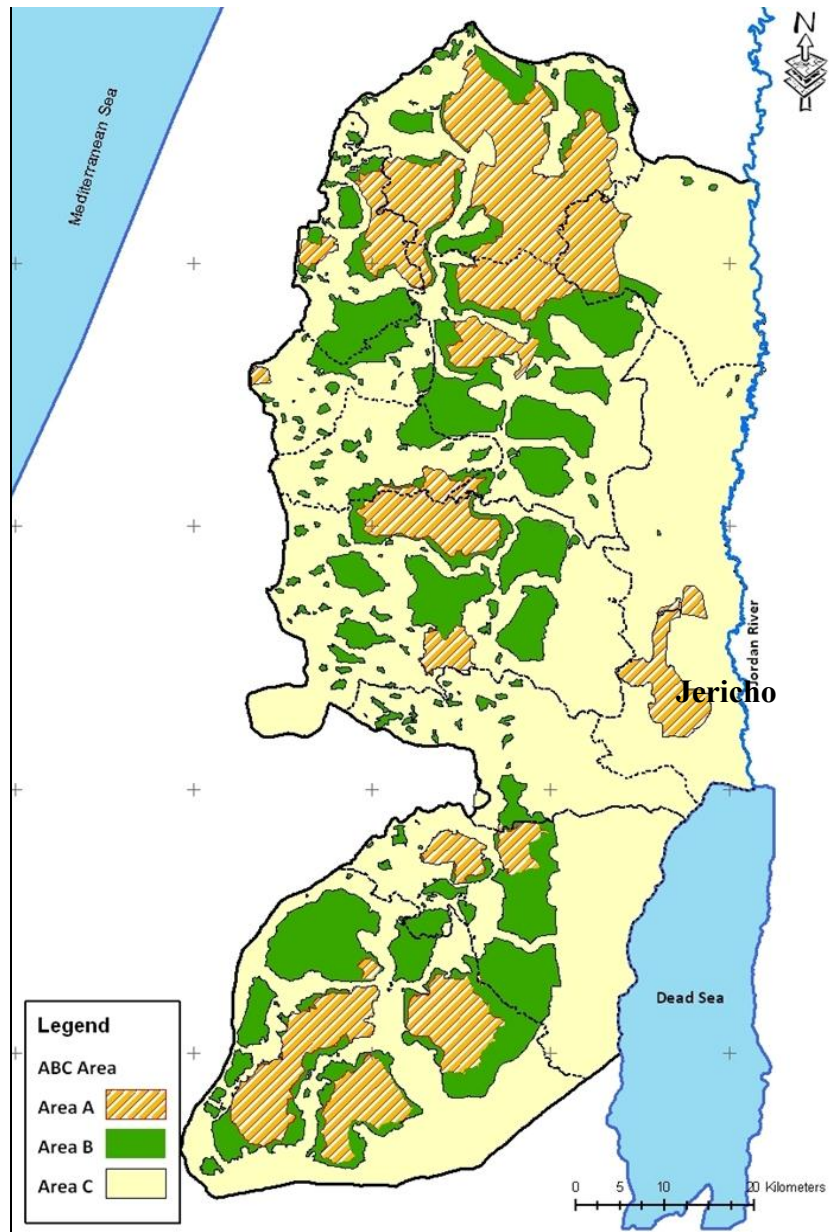 N
Mediterranean Sea
Jordan River
Jericho
Dead Sea
Legend
ABC Area
Area A
Area B
Area C
0 5 10 20 Kilometers